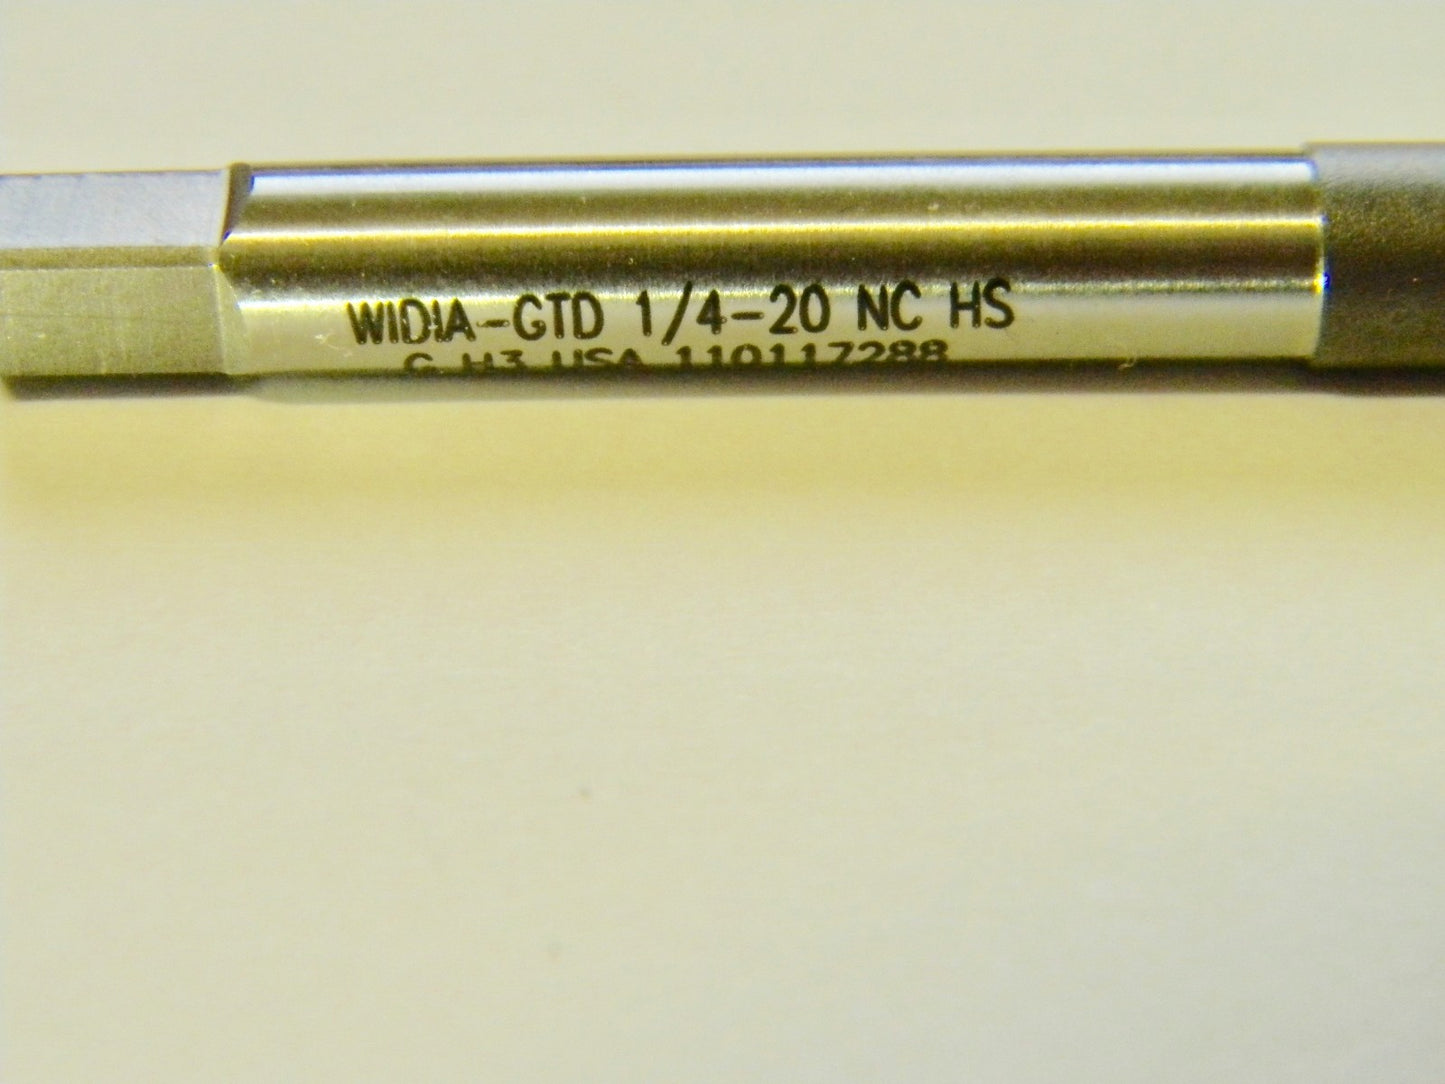 WIDIA-GTD 1/4-20 NC HS
G H3 USA 110117288